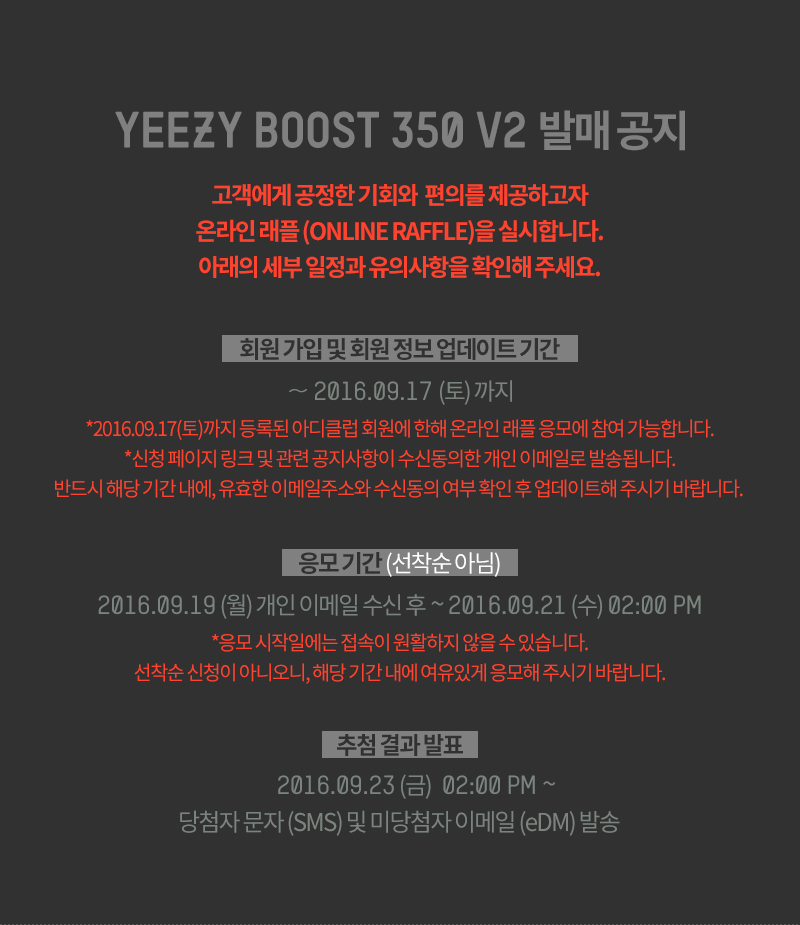 YEEZY BOOST 350 V2 발매 공지
고객에게 공정한 기회와 편의를 제공하고자
온라인 래플 (ONLINE RAFFLE)을 실시합니다.
아래의 세부 일정과 유의사항을 확인해 주세요.
회원 가입 및 회원 정보 업데이트 기간
~ 2016.09.17 (토) 까지
*2016.09.17(토)까지 등록된 아디클럽 회원에 한해 온라인 래플 응모에 참여 가능합니다.
*신청 페이지 링크 및 관련 공지사항이 수신동의한 개인 이메일로 발송됩니다.
반드시 해당 기간 내에, 유효한 이메일주소와 수신동의 여부 확인 후 업데이트해 주시기 바랍니다.
응모 기간 (선착순 아님)
2016.09.19 (월) 개인 이메일 수신 후 ~ 2016.09.21 (수) 02:00 PM
*응모 시작일에는 접속이 원활하지 않을 수 있습니다.
선착순 신청이 아니오니, 해당 기간 내에 여유있게 응모해 주시기 바랍니다.
추첨 결과 발표
2016.09.23 (금) 02:00 PM ~
당첨자 문자 (SMS) 및 미당첨자 이메일 (eDM) 발송